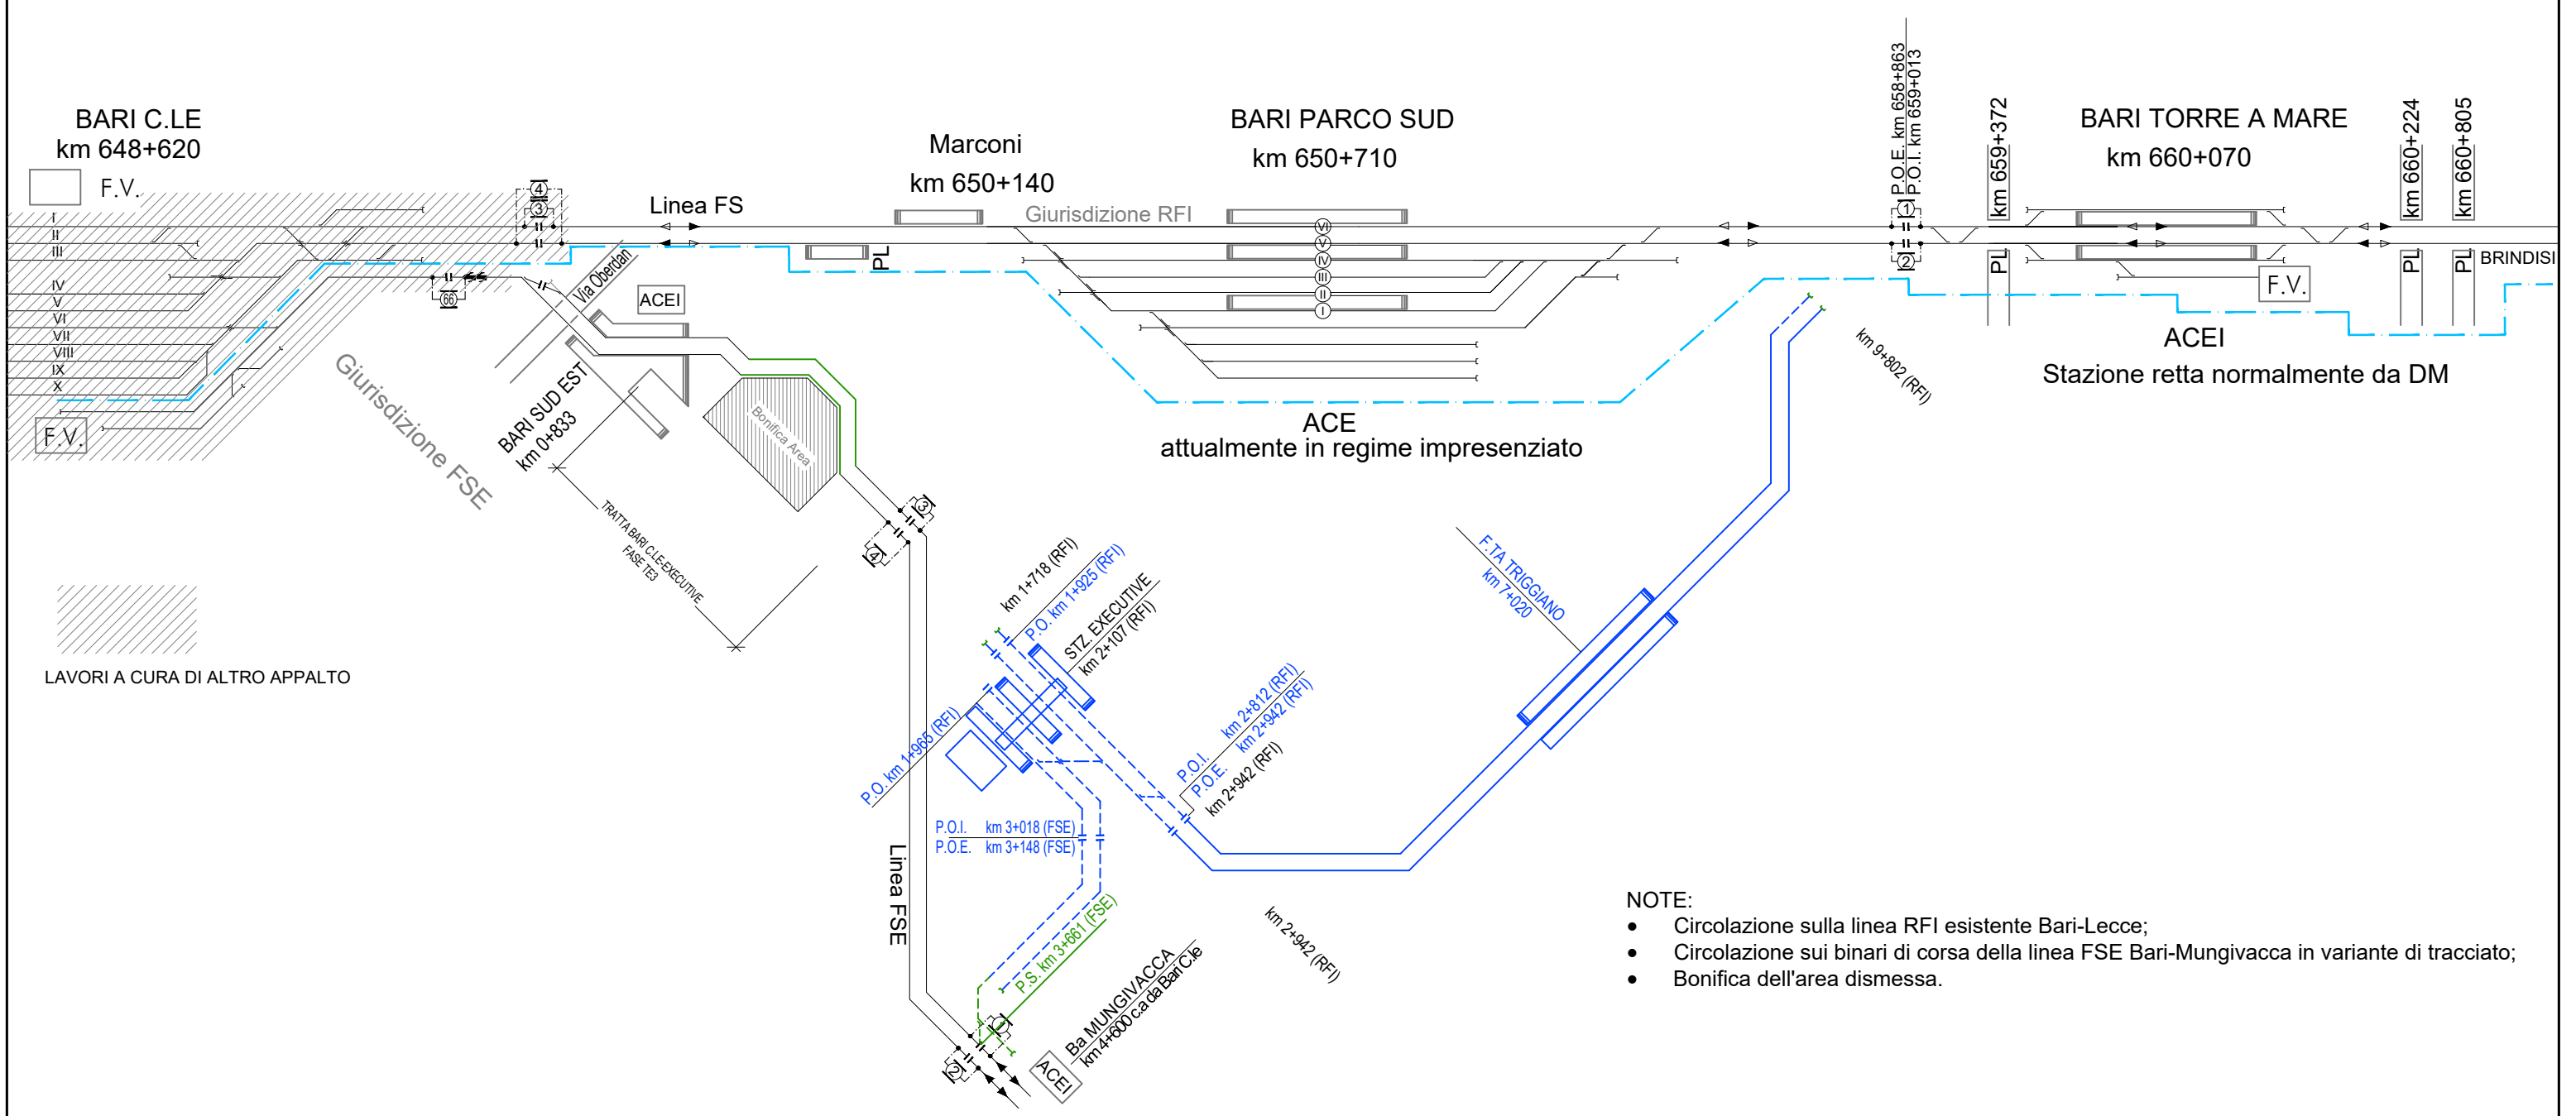 BARI C.LE
km 648+620
F.V.
I
II
III
IV
V
VI
VII
VIII
IX
X
F.V.
4
3
66
Linea FS
Via Oberdan
ACEI
BARI SUD EST
km 0+833
Giurisdizione FSE
Bonifica Area
TRATTA BARI C.LE-EXECUTIVE
FASE TE3
LAVORI A CURA DI ALTRO APPALTO
Marconi
km 650+140
PL
Giurisdizione RFI
BARI PARCO SUD
km 650+710
VI
V
IV
III
II
I
ACE
attualmente in regime impresenziato
P.O.E. km 658+863
P.O.I. km 659+013
1
2
km 659+372
PL
BARI TORRE A MARE
km 660+070
F.V.
km 660+224
PL
km 660+805
PL
BRINDISI
ACEI
Stazione retta normalmente da DM
km 9+802 (RFI)
3
4
km 1+718 (RFI)
P.O. km 1+925 (RFI)
STZ. EXECUTIVE
km 2+107 (RFI)
F.TA TRIGGIANO
km 7+020
P.O. km 1+965 (RFI)
P.O.I. km 2+812 (RFI)
P.O.E. km 2+942 (RFI)
km 2+942 (RFI)
P.O.I. km 3+018 (FSE)
P.O.E. km 3+148 (FSE)
Linea FSE
P.S. km 3+661 (FSE)
km 2+942 (RFI)
1
2
Ba MUNGIVACCA
km 4+600 c.a da Bari C.le
ACEI
NOTE:
• Circolazione sulla linea RFI esistente Bari-Lecce;
• Circolazione sui binari di corsa della linea FSE Bari-Mungivacca in variante di tracciato;
• Bonifica dell'area dismessa.